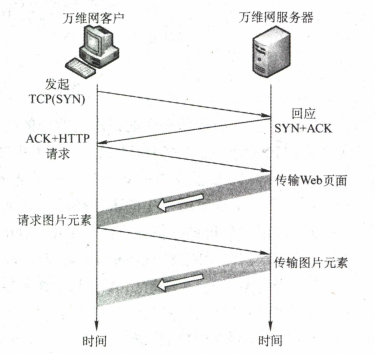 万维网客户
万维网服务器
发起
TCP(SYN)
回应
SYN+ACK
ACK+HTTP
请求
传输Web页面
请求图片元素
传输图片元素
时间
时间